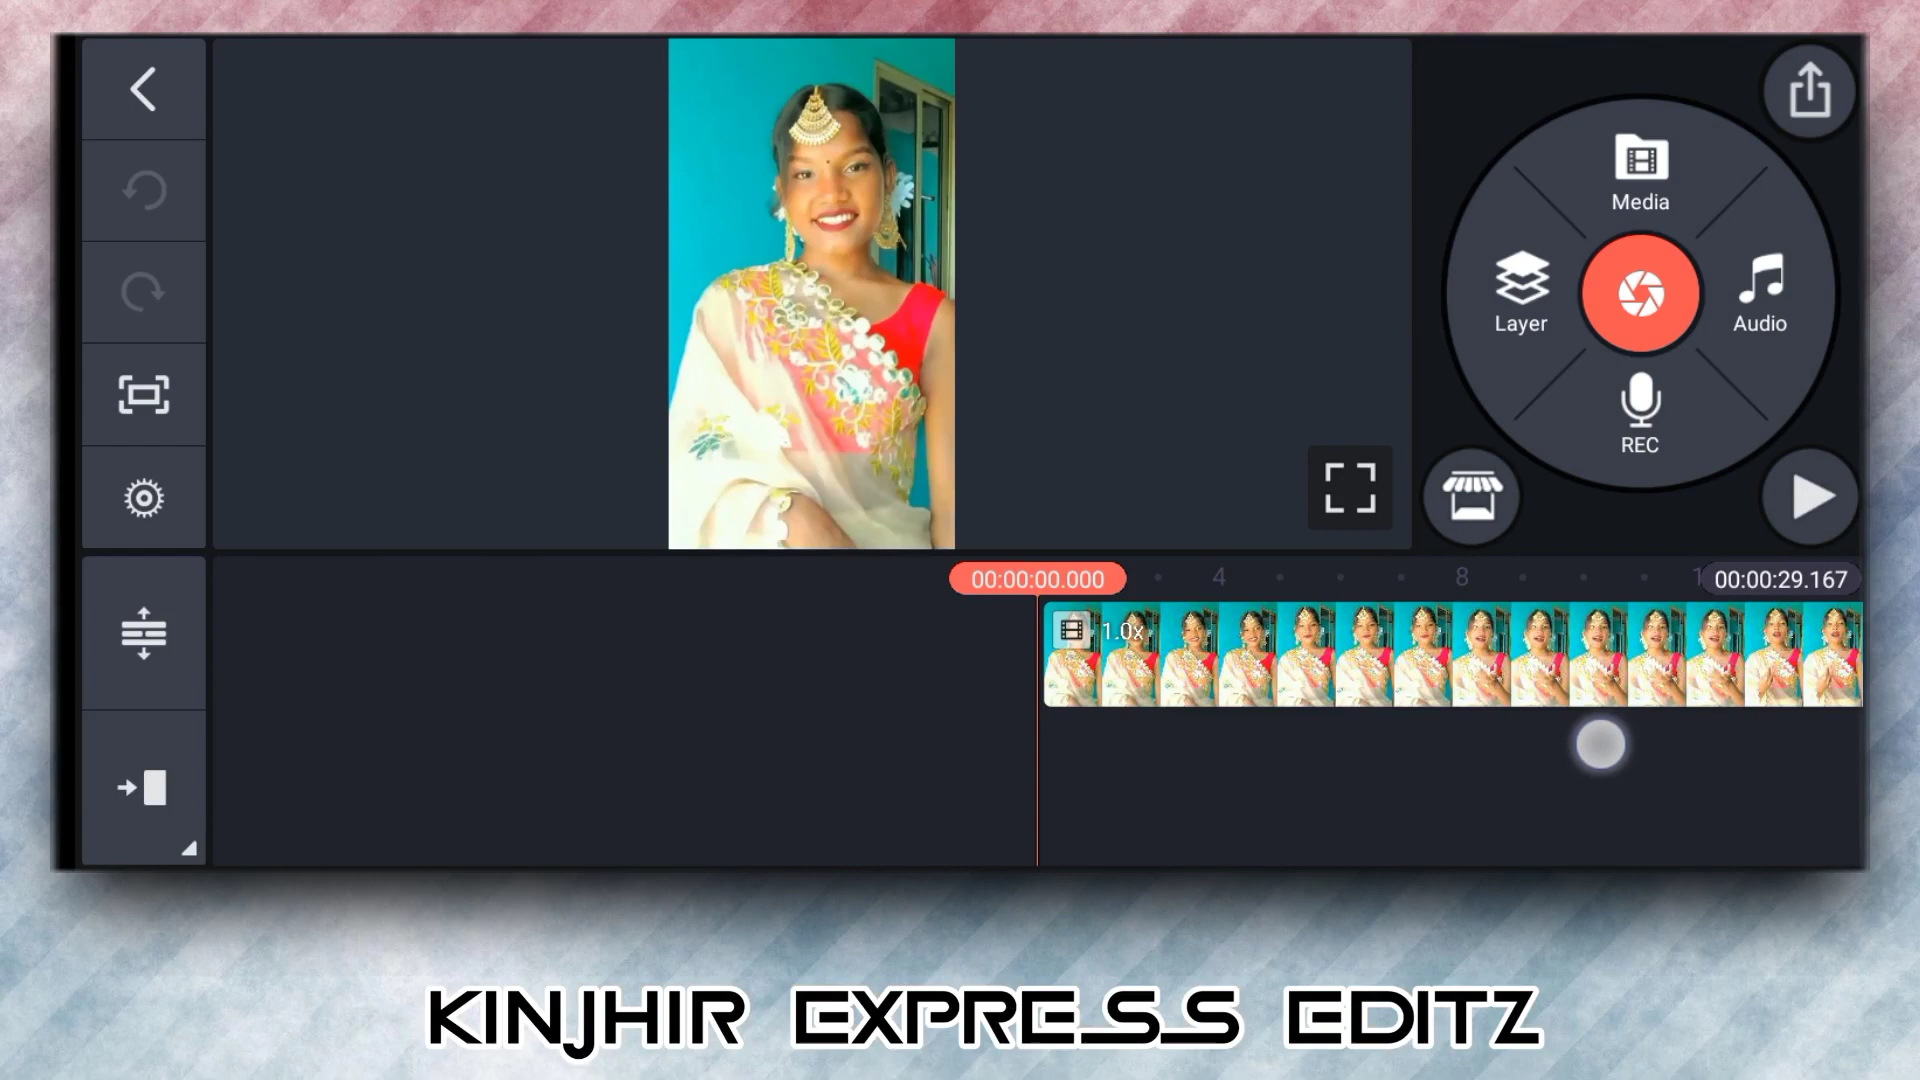 Media
Layer
Audio
REC
00:00:00.000
4
8
1
00:00:29.167
1.0x
KINJHIR EXPRESS EDITZ